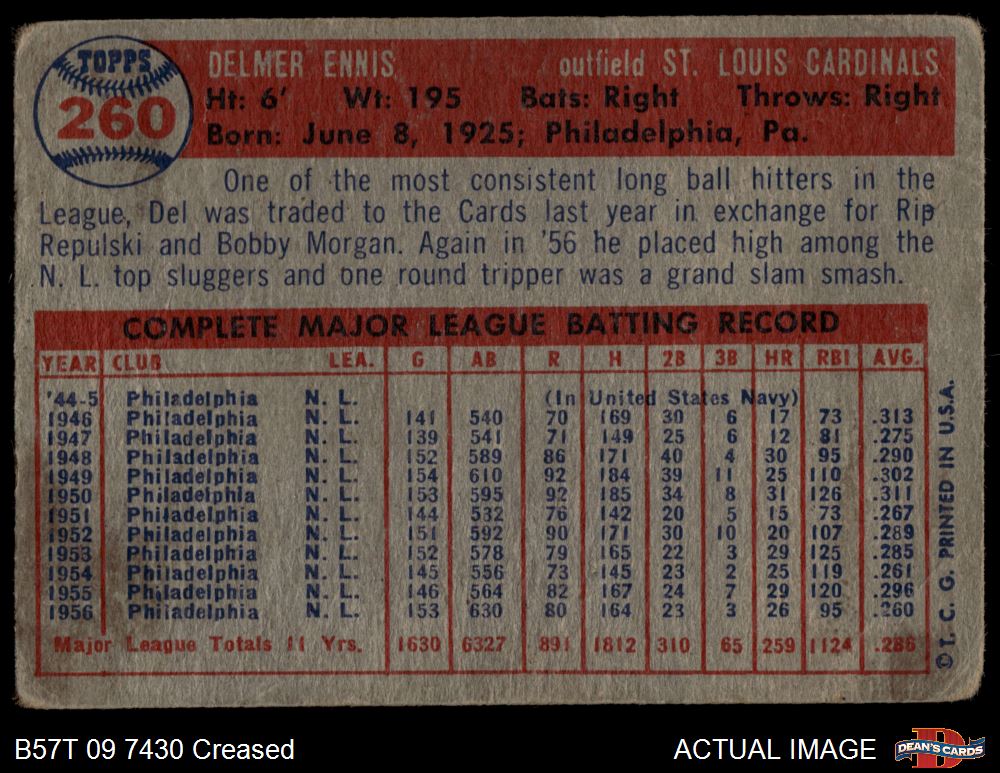 TOPPS
260
DELMER ENNIS outfield ST. LOUIS CARDINALS
Ht: 6' Wt: 195 Bats: Right Throws: Right
Born: June 8, 1925; Philadelphia, Pa.
One of the most consistent long ball hitters in the
League, Del was traded to the Cards last year in exchange for Rip
Repulski and Bobby Morgan. Again in '56 he placed high among the
N. L. top sluggers and one round tripper was a grand slam smash.
COMPLETE MAJOR LEAGUE BATTING RECORD
YEAR CLUB LEA. G AB R H 2B 3B HR RBI AVG.
'44-5 Philadelphia N. L. (In United States Navy)
1946 Philadelphia N. L. 141 540 70 169 30 6 17 73 .313
1947 Philadelphia N. L. 139 541 71 149 25 6 12 81 .275
1948 Philadelphia N. L. 152 589 86 171 40 4 30 95 .290
1949 Philadelphia N. L. 154 610 92 184 39 11 25 110 .302
1950 Philadelphia N. L. 153 595 92 185 34 8 31 126 .311
1951 Philadelphia N. L. 144 532 76 142 20 5 15 73 .267
1952 Philadelphia N. L. 151 592 90 171 30 10 20 107 .289
1953 Philadelphia N. L. 152 578 79 165 22 3 29 125 .285
1954 Philadelphia N. L. 145 556 73 145 23 2 25 119 .261
1955 Philadelphia N. L. 146 564 82 167 24 7 29 120 .296
1956 Philadelphia N. L. 153 630 80 164 23 3 26 95 .260
Major League Totals 11 Yrs. 1630 6327 891 1812 310 65 259 1124 .286
© T. C. G. PRINTED IN U.S.A.
B57T 09 7430 Creased
ACTUAL IMAGE
D
DEAN'S CARDS